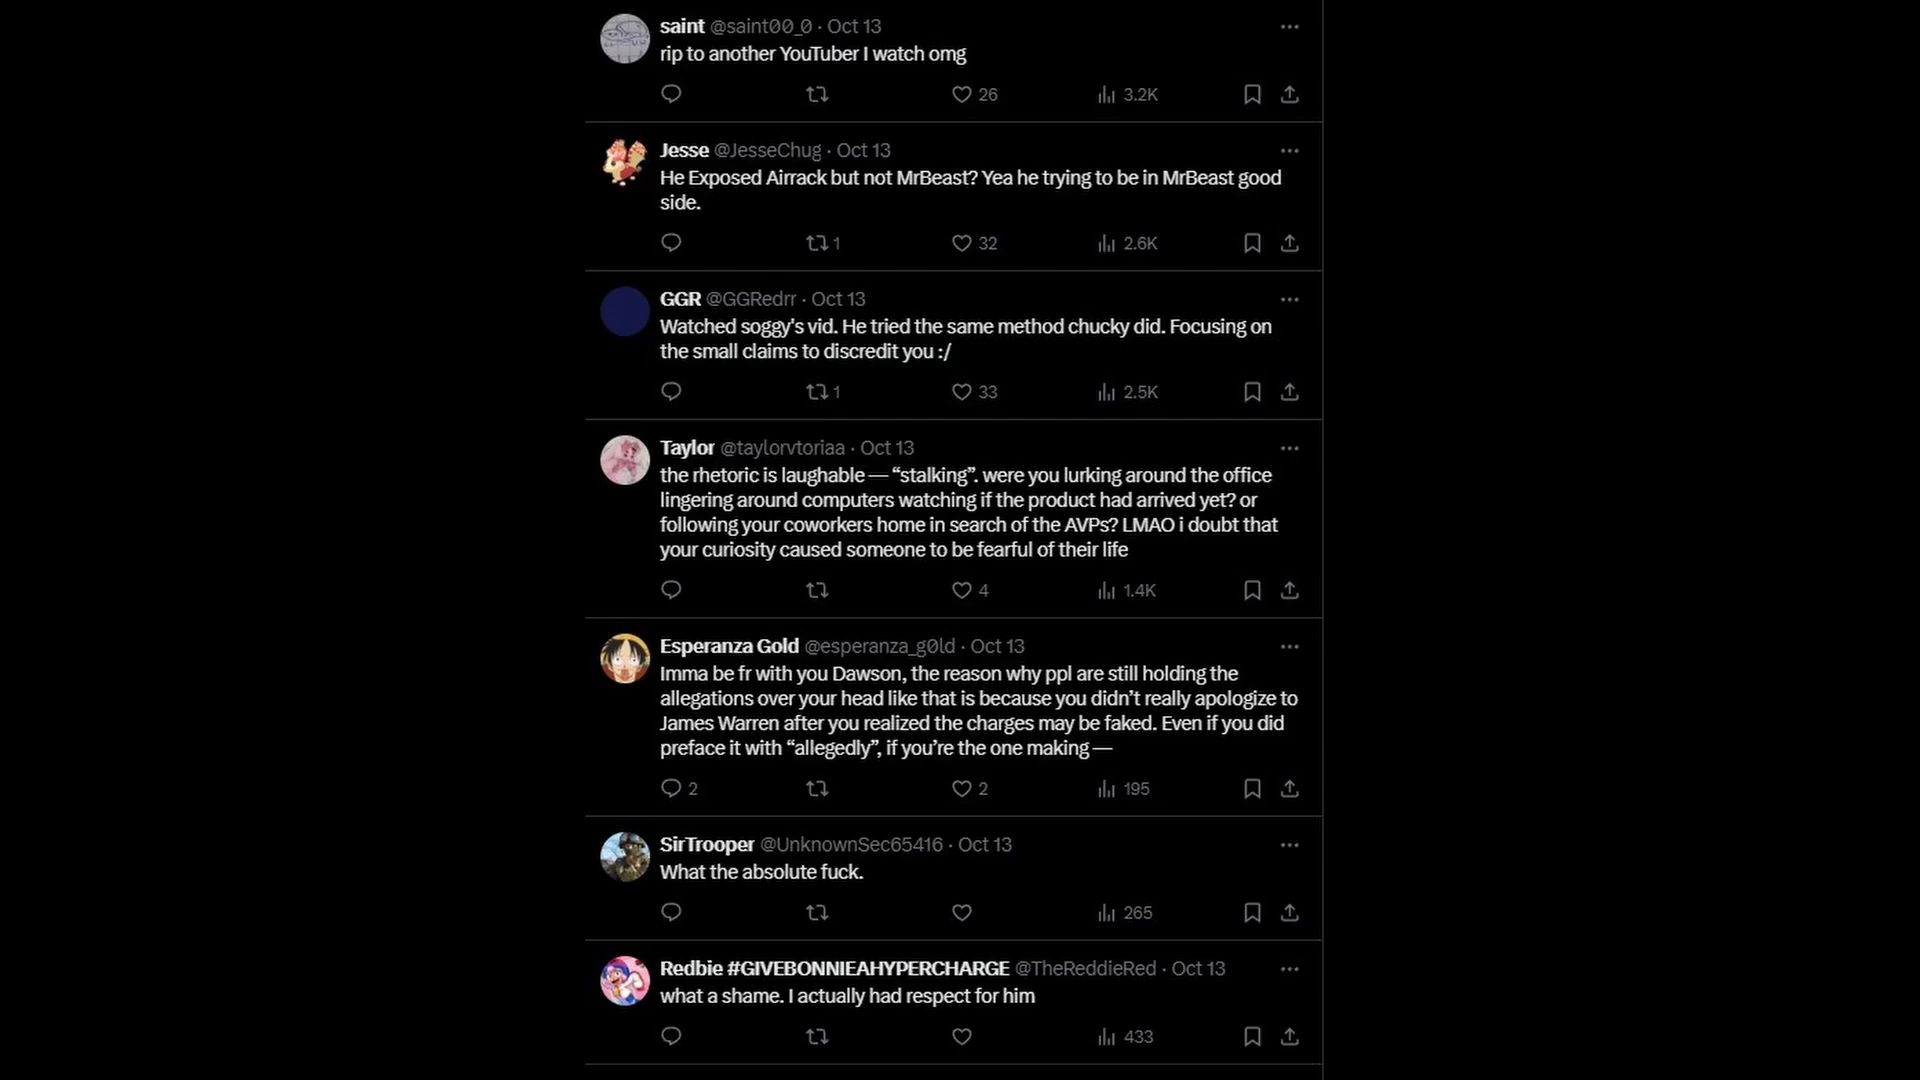 saint @saint00_0 · Oct 13
rip to another YouTuber I watch omg
26 3.2K
Jesse @JesseChug · Oct 13
He Exposed Airrack but not MrBeast? Yea he trying to be in MrBeast good
side.
1 32 2.6K
GGR @GGRedrr · Oct 13
Watched soggy's vid. He tried the same method chucky did. Focusing on
the small claims to discredit you :/
1 33 2.5K
Taylor @taylorvtoriaa · Oct 13
the rhetoric is laughable — “stalking”. were you lurking around the office
lingering around computers watching if the product had arrived yet? or
following your coworkers home in search of the AVPs? LMAO i doubt that
your curiosity caused someone to be fearful of their life
4 1.4K
Esperanza Gold @esperanza_g0ld · Oct 13
Imma be fr with you Dawson, the reason why ppl are still holding the
allegations over your head like that is because you didn’t really apologize to
James Warren after you realized the charges may be faked. Even if you did
preface it with “allegedly”, if you’re the one making —
2 2 195
SirTrooper @UnknownSec65416 · Oct 13
What the absolute fuck.
265
Redbie #GIVEBONNIEAHYPERCHARGE @TheReddieRed · Oct 13
what a shame. I actually had respect for him
433